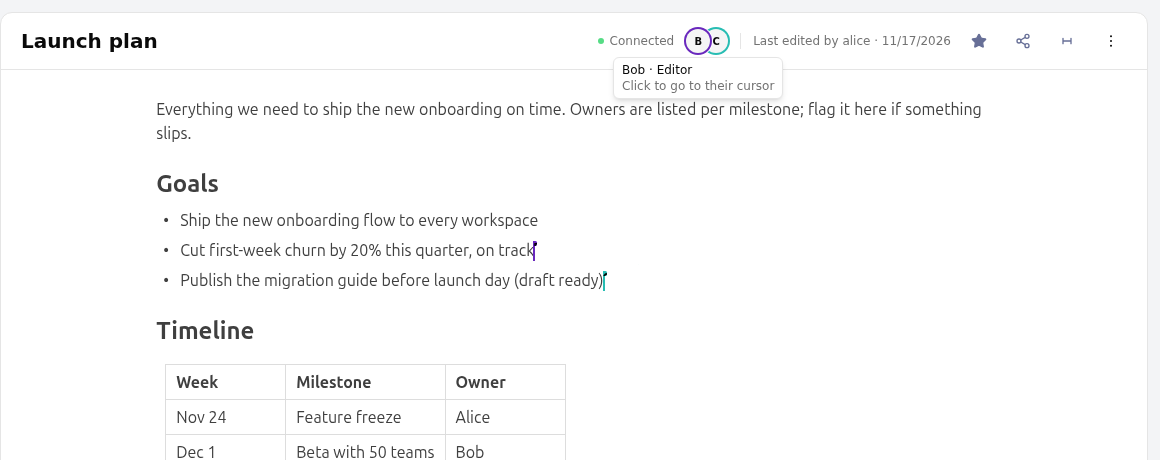 Launch plan
Connected
B C
Last edited by alice · 11/17/2026
Bob · Editor
Click to go to their cursor
Everything we need to ship the new onboarding on time. Owners are listed per milestone; flag it here if something
slips.
Goals
• Ship the new onboarding flow to every workspace
• Cut first-week churn by 20% this quarter, on track
• Publish the migration guide before launch day (draft ready)
Timeline
Week Milestone Owner
Nov 24 Feature freeze Alice
Dec 1 Beta with 50 teams Bob